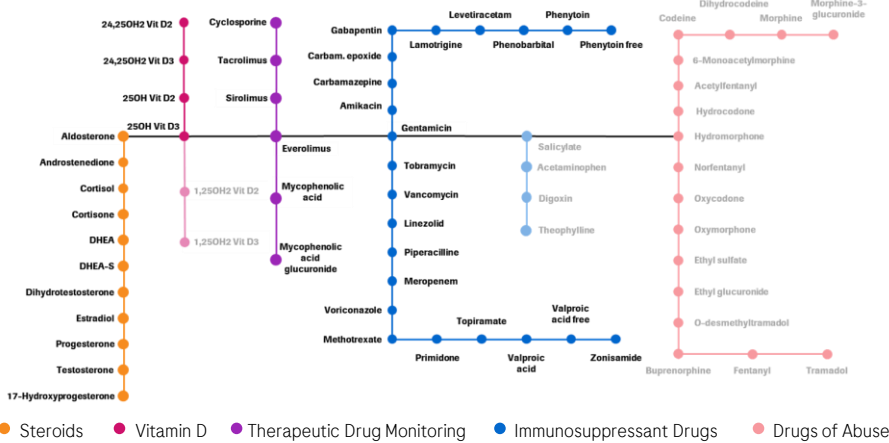 24,25OH2 Vit D2
24,25OH2 Vit D3
25OH Vit D2
25OH Vit D3
1,25OH2 Vit D2
1,25OH2 Vit D3
Aldosterone
Androstenedione
Cortisol
Cortisone
DHEA
DHEA-S
Dihydrotestosterone
Estradiol
Progesterone
Testosterone
17-Hydroxyprogesterone
Cyclosporine
Tacrolimus
Sirolimus
Everolimus
Mycophenolic
acid
Mycophenolic
acid
glucuronide
Gabapentin
Lamotrigine
Levetiracetam
Phenobarbital
Phenytoin
Phenytoin free
Carbam. epoxide
Carbamazepine
Amikacin
Gentamicin
Tobramycin
Vancomycin
Linezolid
Piperacilline
Meropenem
Voriconazole
Methotrexate
Primidone
Topiramate
Valproic
acid
Valproic
acid free
Zonisamide
Salicylate
Acetaminophen
Digoxin
Theophylline
Codeine
Dihydrocodeine
Morphine
Morphine-3-
glucuronide
6-Monoacetylmorphine
Acetylfentanyl
Hydrocodone
Hydromorphone
Norfentanyl
Oxycodone
Oxymorphone
Ethyl sulfate
Ethyl glucuronide
O-desmethyltramadol
Buprenorphine
Fentanyl
Tramadol
Steroids
Vitamin D
Therapeutic Drug Monitoring
Immunosuppressant Drugs
Drugs of Abuse